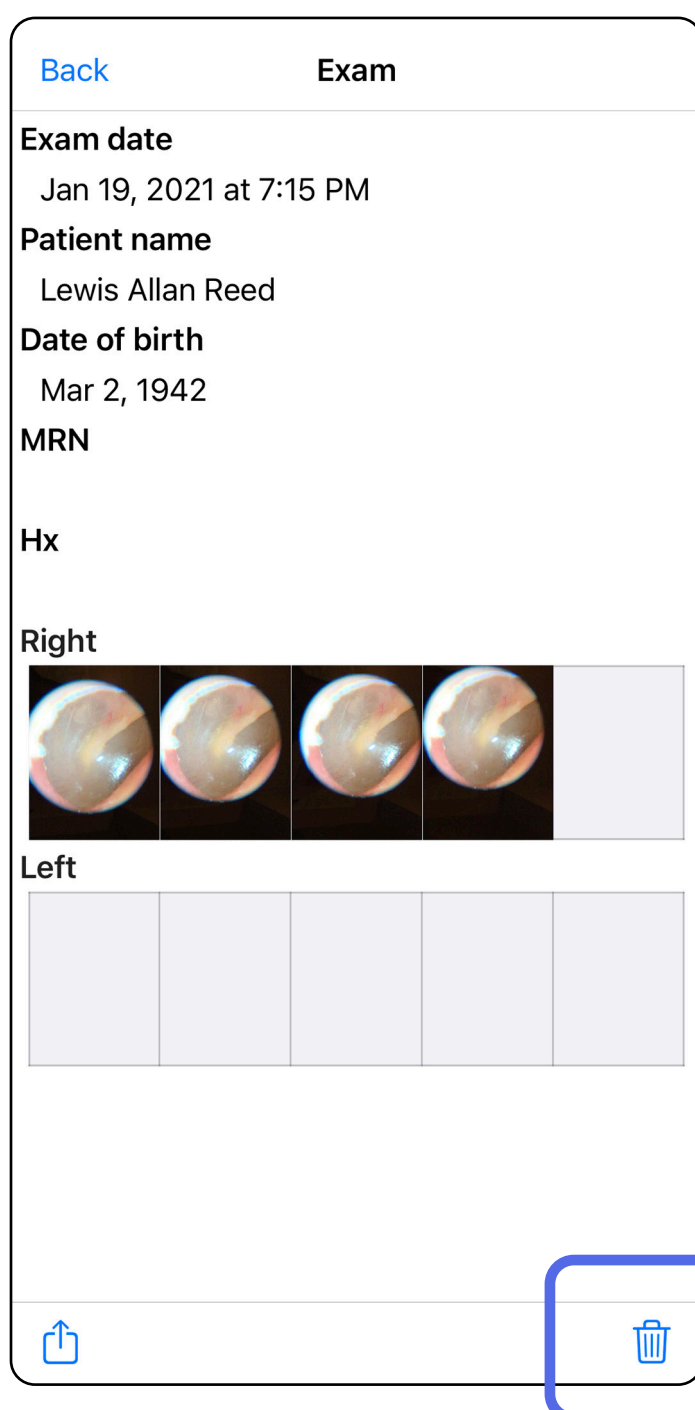 Back
Exam
Exam date
Jan 19, 2021 at 7:15 PM
Patient name
Lewis Allan Reed
Date of birth
Mar 2, 1942
MRN
Hx
Right
Left